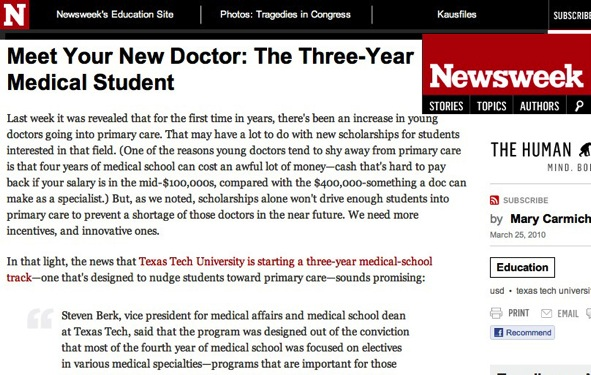 N
Newsweek's Education Site
Photos: Tragedies in Congress
Kausfiles
SUBSCRIBE
Meet Your New Doctor: The Three-Year
Medical Student
Newsweek
STORIES TOPICS AUTHORS
Last week it was revealed that for the first time in years, there's been an increase in young
doctors going into primary care. That may have a lot to do with new scholarships for students
interested in that field. (One of the reasons young doctors tend to shy away from primary care
is that four years of medical school can cost an awful lot of money—cash that's hard to pay
back if your salary is in the mid-$100,000s, compared with the $400,000-something a doc can
make as a specialist.) But, as we noted, scholarships alone won't drive enough students into
primary care to prevent a shortage of those doctors in the near future. We need more
incentives, and innovative ones.
In that light, the news that Texas Tech University is starting a three-year medical-school
track—one that's designed to nudge students toward primary care—sounds promising:
Steven Berk, vice president for medical affairs and medical school dean
at Texas Tech, said that the program was designed out of the conviction
that most of the fourth year of medical school was focused on electives
in various medical specialties—programs that are important for those
THE HUMAN
MIND. BO
SUBSCRIBE
by Mary Carmich
March 25, 2010
Education
usd • texas tech universi
PRINT EMAIL
Recommend